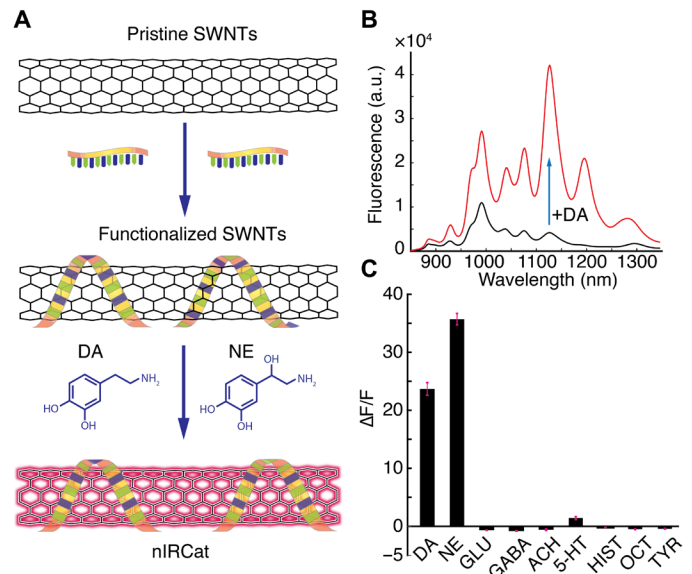 A
Pristine SWNTs
Functionalized SWNTs
DA
NE
NH₂
HO
OH
OH
NH₂
HO
OH
nIRCat
B
×10⁴
Fluorescence (a.u.)
4
3
2
1
0
+DA
900 1000 1100 1200 1300
Wavelength (nm)
C
ΔF/F
40
30
20
10
0
−5
DA NE GLU GABA ACH 5-HT HIST OCT TYR